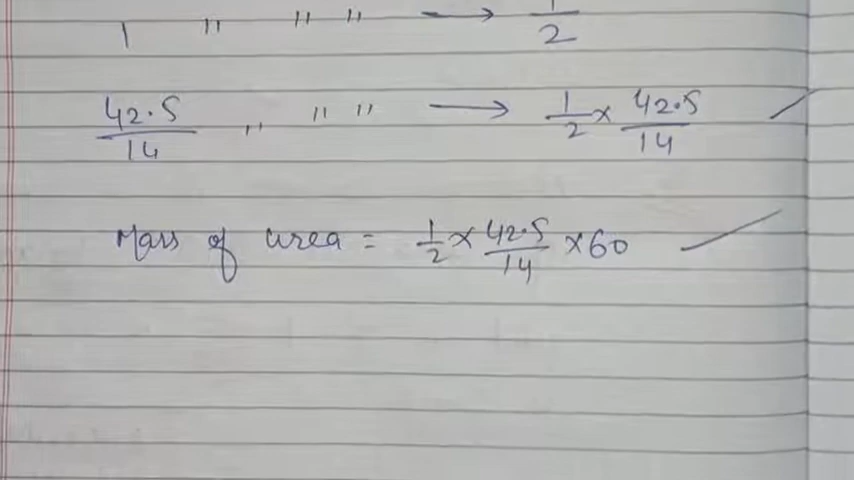 1 " " " → 1/2
42.5/14 " " " → 1/2 × 42.5/14
Mass of urea = 1/2 × 42.5/14 × 60